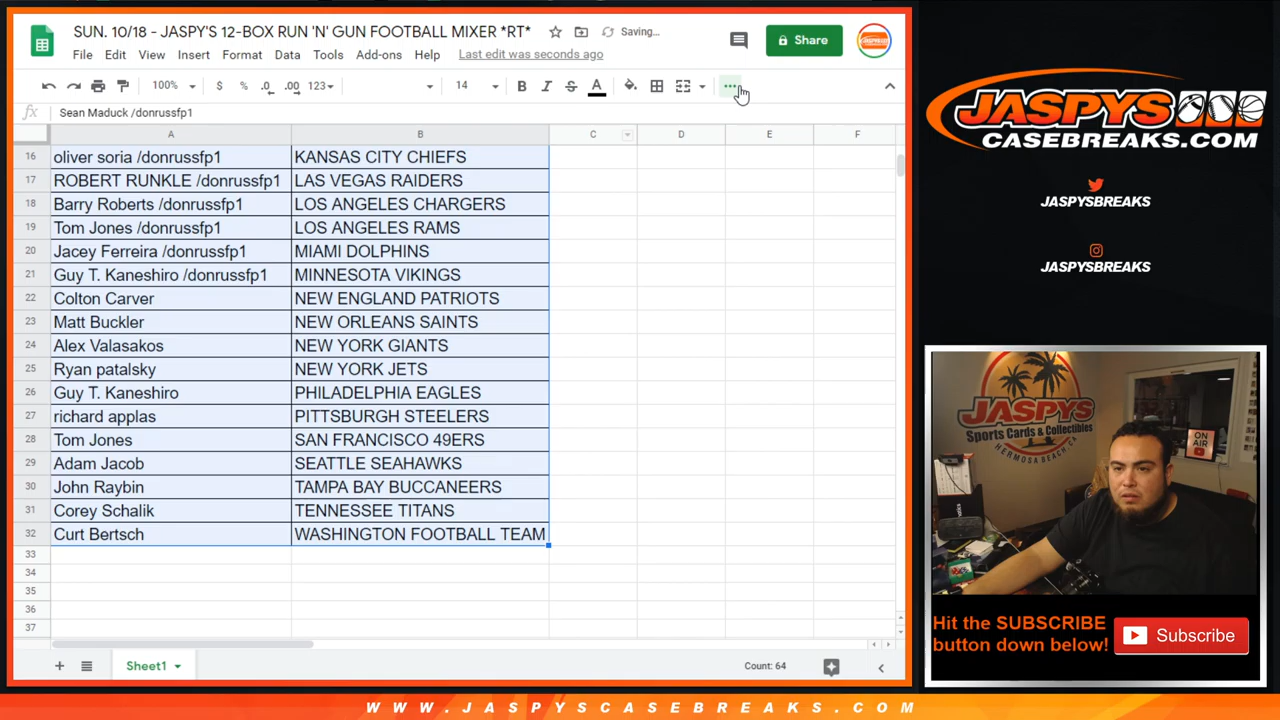 SUN. 10/18 - JASPY'S 12-BOX RUN 'N' GUN FOOTBALL MIXER *RT*
Saving...
File Edit View Insert Format Data Tools Add-ons Help Last edit was seconds ago
Share
100% $ % .0 .00 123 14 B I S A
fx Sean Maduck /donrussfp1
A B C D E F
16 oliver soria /donrussfp1 KANSAS CITY CHIEFS
17 ROBERT RUNKLE /donrussfp1 LAS VEGAS RAIDERS
18 Barry Roberts /donrussfp1 LOS ANGELES CHARGERS
19 Tom Jones /donrussfp1 LOS ANGELES RAMS
20 Jacey Ferreira /donrussfp1 MIAMI DOLPHINS
21 Guy T. Kaneshiro /donrussfp1 MINNESOTA VIKINGS
22 Colton Carver NEW ENGLAND PATRIOTS
23 Matt Buckler NEW ORLEANS SAINTS
24 Alex Valasakos NEW YORK GIANTS
25 Ryan patalsky NEW YORK JETS
26 Guy T. Kaneshiro PHILADELPHIA EAGLES
27 richard applas PITTSBURGH STEELERS
28 Tom Jones SAN FRANCISCO 49ERS
29 Adam Jacob SEATTLE SEAHAWKS
30 John Raybin TAMPA BAY BUCCANEERS
31 Corey Schalik TENNESSEE TITANS
32 Curt Bertsch WASHINGTON FOOTBALL TEAM
33
34
35
36
37
Sheet1
Count: 64
JASPYS
CASEBREAKS.COM
JASPYSBREAKS
JASPYSBREAKS
JASPYS
Sports Cards & Collectibles
HERMOSA BEACH CA
ON AIR
Hit the SUBSCRIBE
button down below!
Subscribe
WWW.JASPYSCASEBREAKS.COM